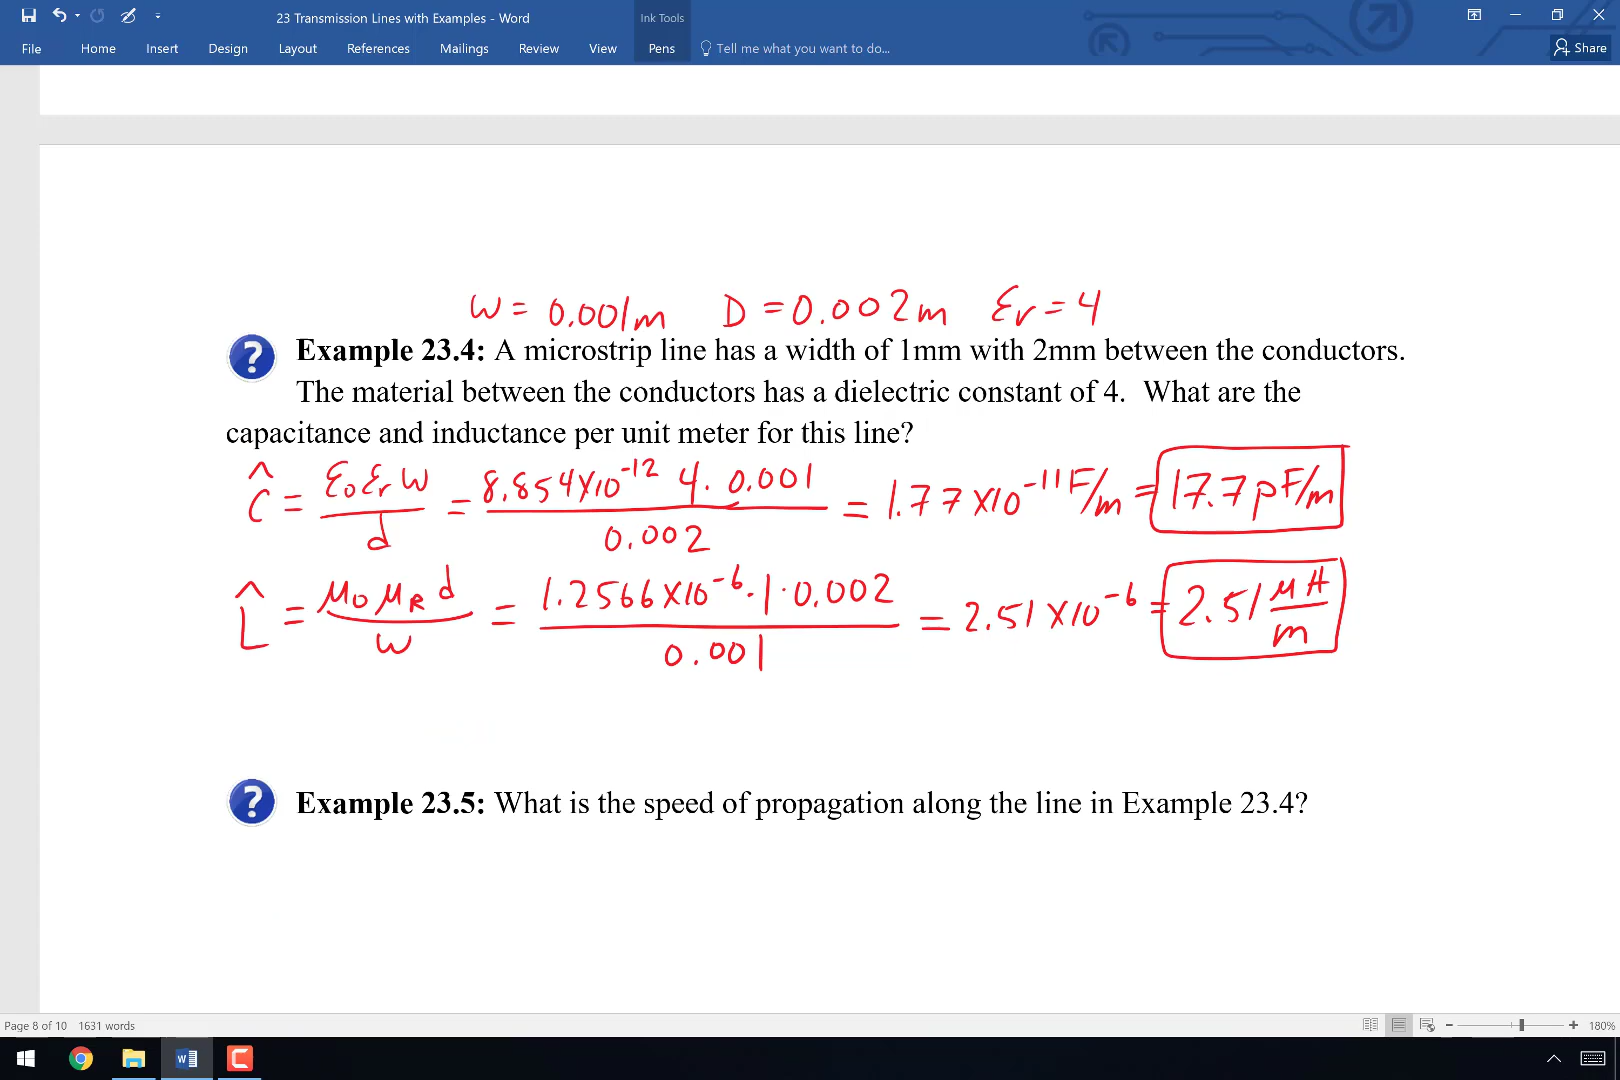 23 Transmission Lines with Examples - Word
Ink Tools
File Home Insert Design Layout References Mailings Review View Pens Tell me what you want to do... Share
W = 0.001m D = 0.002m εr = 4
Example 23.4: A microstrip line has a width of 1mm with 2mm between the conductors.
The material between the conductors has a dielectric constant of 4. What are the
capacitance and inductance per unit meter for this line?
Ĉ = ε₀εrW / d = 8.854X10⁻¹² 4. 0.001 / 0.002 = 1.77X10⁻¹¹ F/m = 17.7pF/m
L̂ = μ₀μR d / W = 1.2566X10⁻⁶·1·0.002 / 0.001 = 2.51X10⁻⁶ = 2.51 μH/m
Example 23.5: What is the speed of propagation along the line in Example 23.4?
Page 8 of 10 1631 words
180%